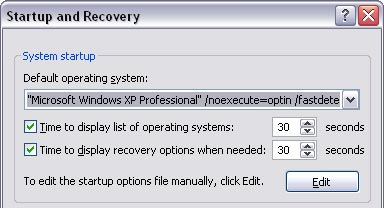 Startup and Recovery
System startup
Default operating system:
"Microsoft Windows XP Professional" /noexecute=optin /fastdete
Time to display list of operating systems: 30 seconds
Time to display recovery options when needed: 30 seconds
To edit the startup options file manually, click Edit. Edit